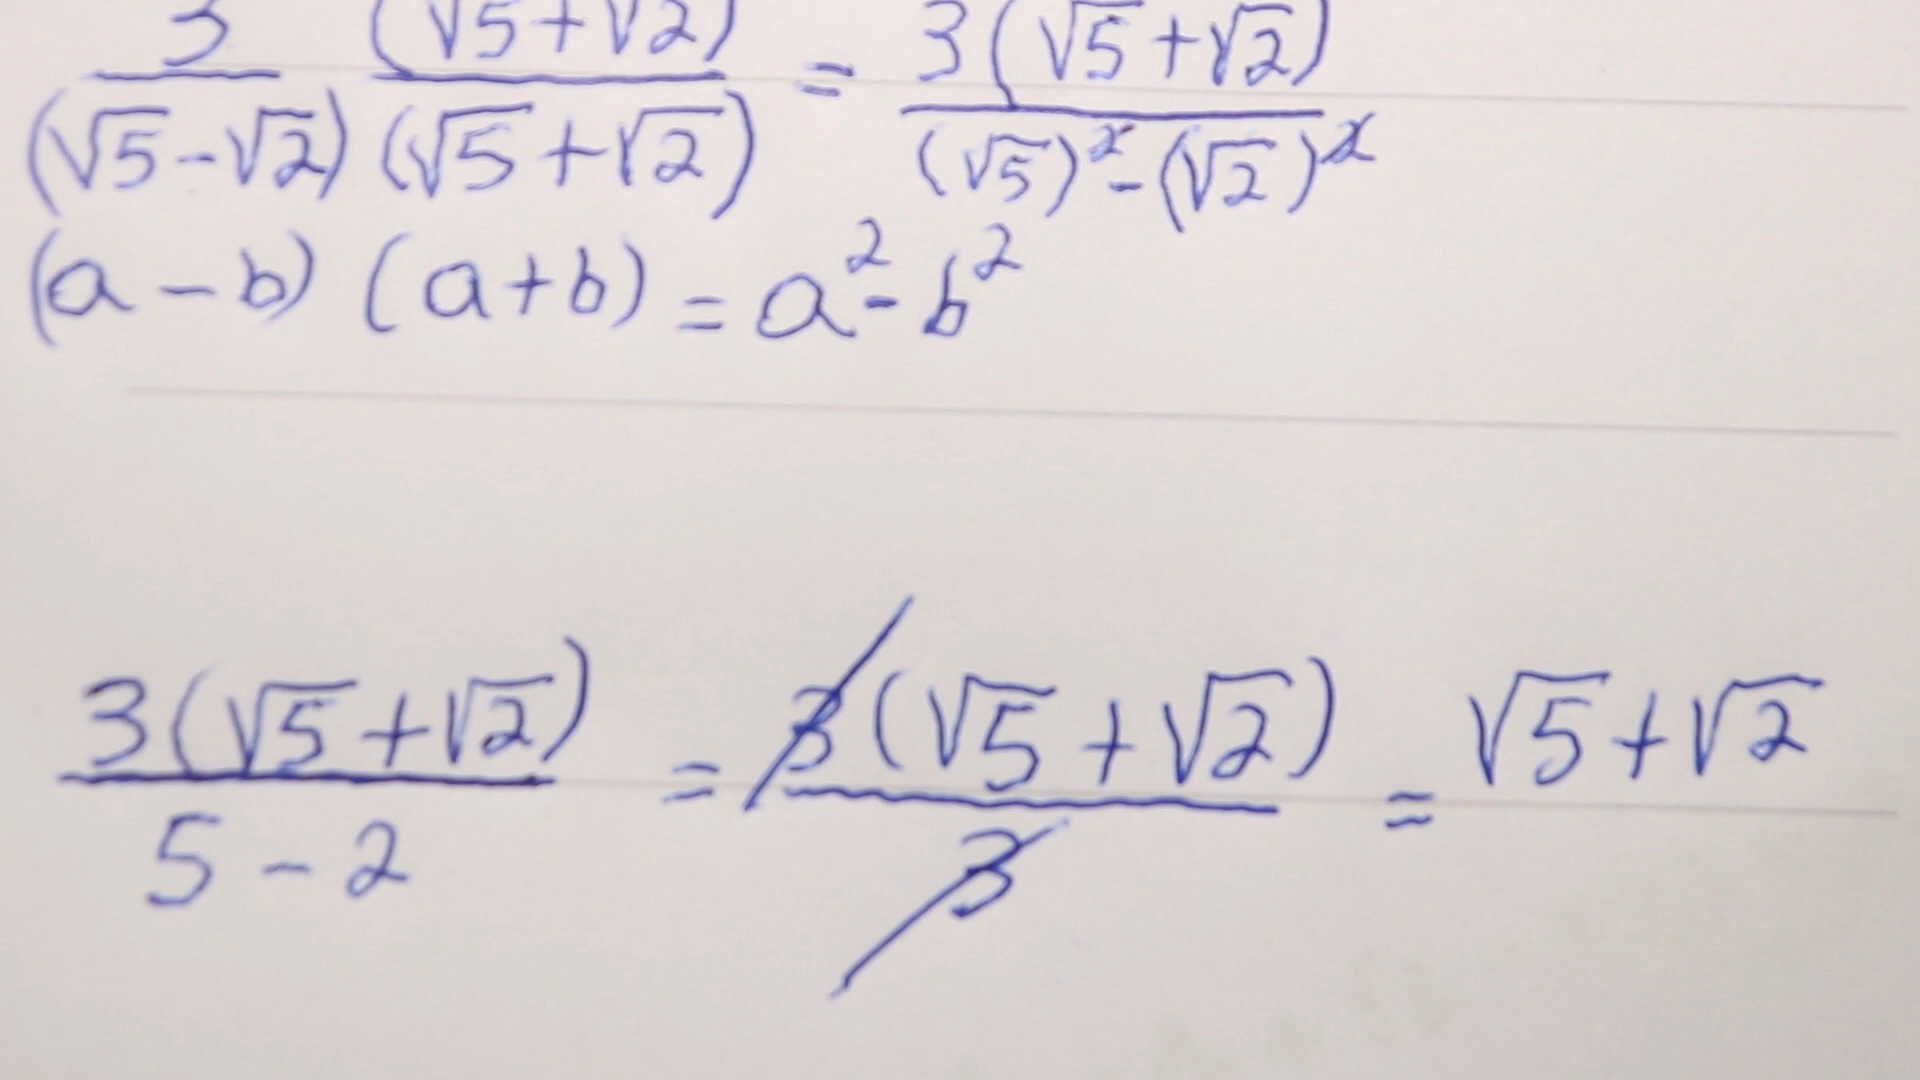 3 (√5+√2) = 3(√5+√2)
(√5-√2) (√5+√2) (√5)²-(√2)²
(a-b) (a+b) = a²-b²
3(√5+√2) = 3(√5+√2) = √5+√2
5-2 3